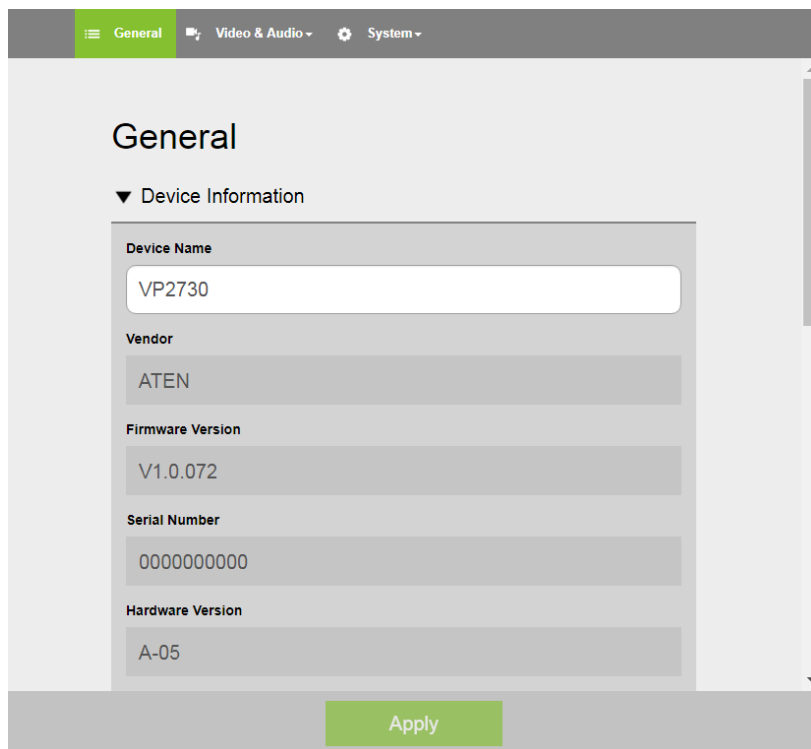 General Video & Audio System
General
Device Information
Device Name
VP2730
Vendor
ATEN
Firmware Version
V1.0.072
Serial Number
0000000000
Hardware Version
A-05
Apply